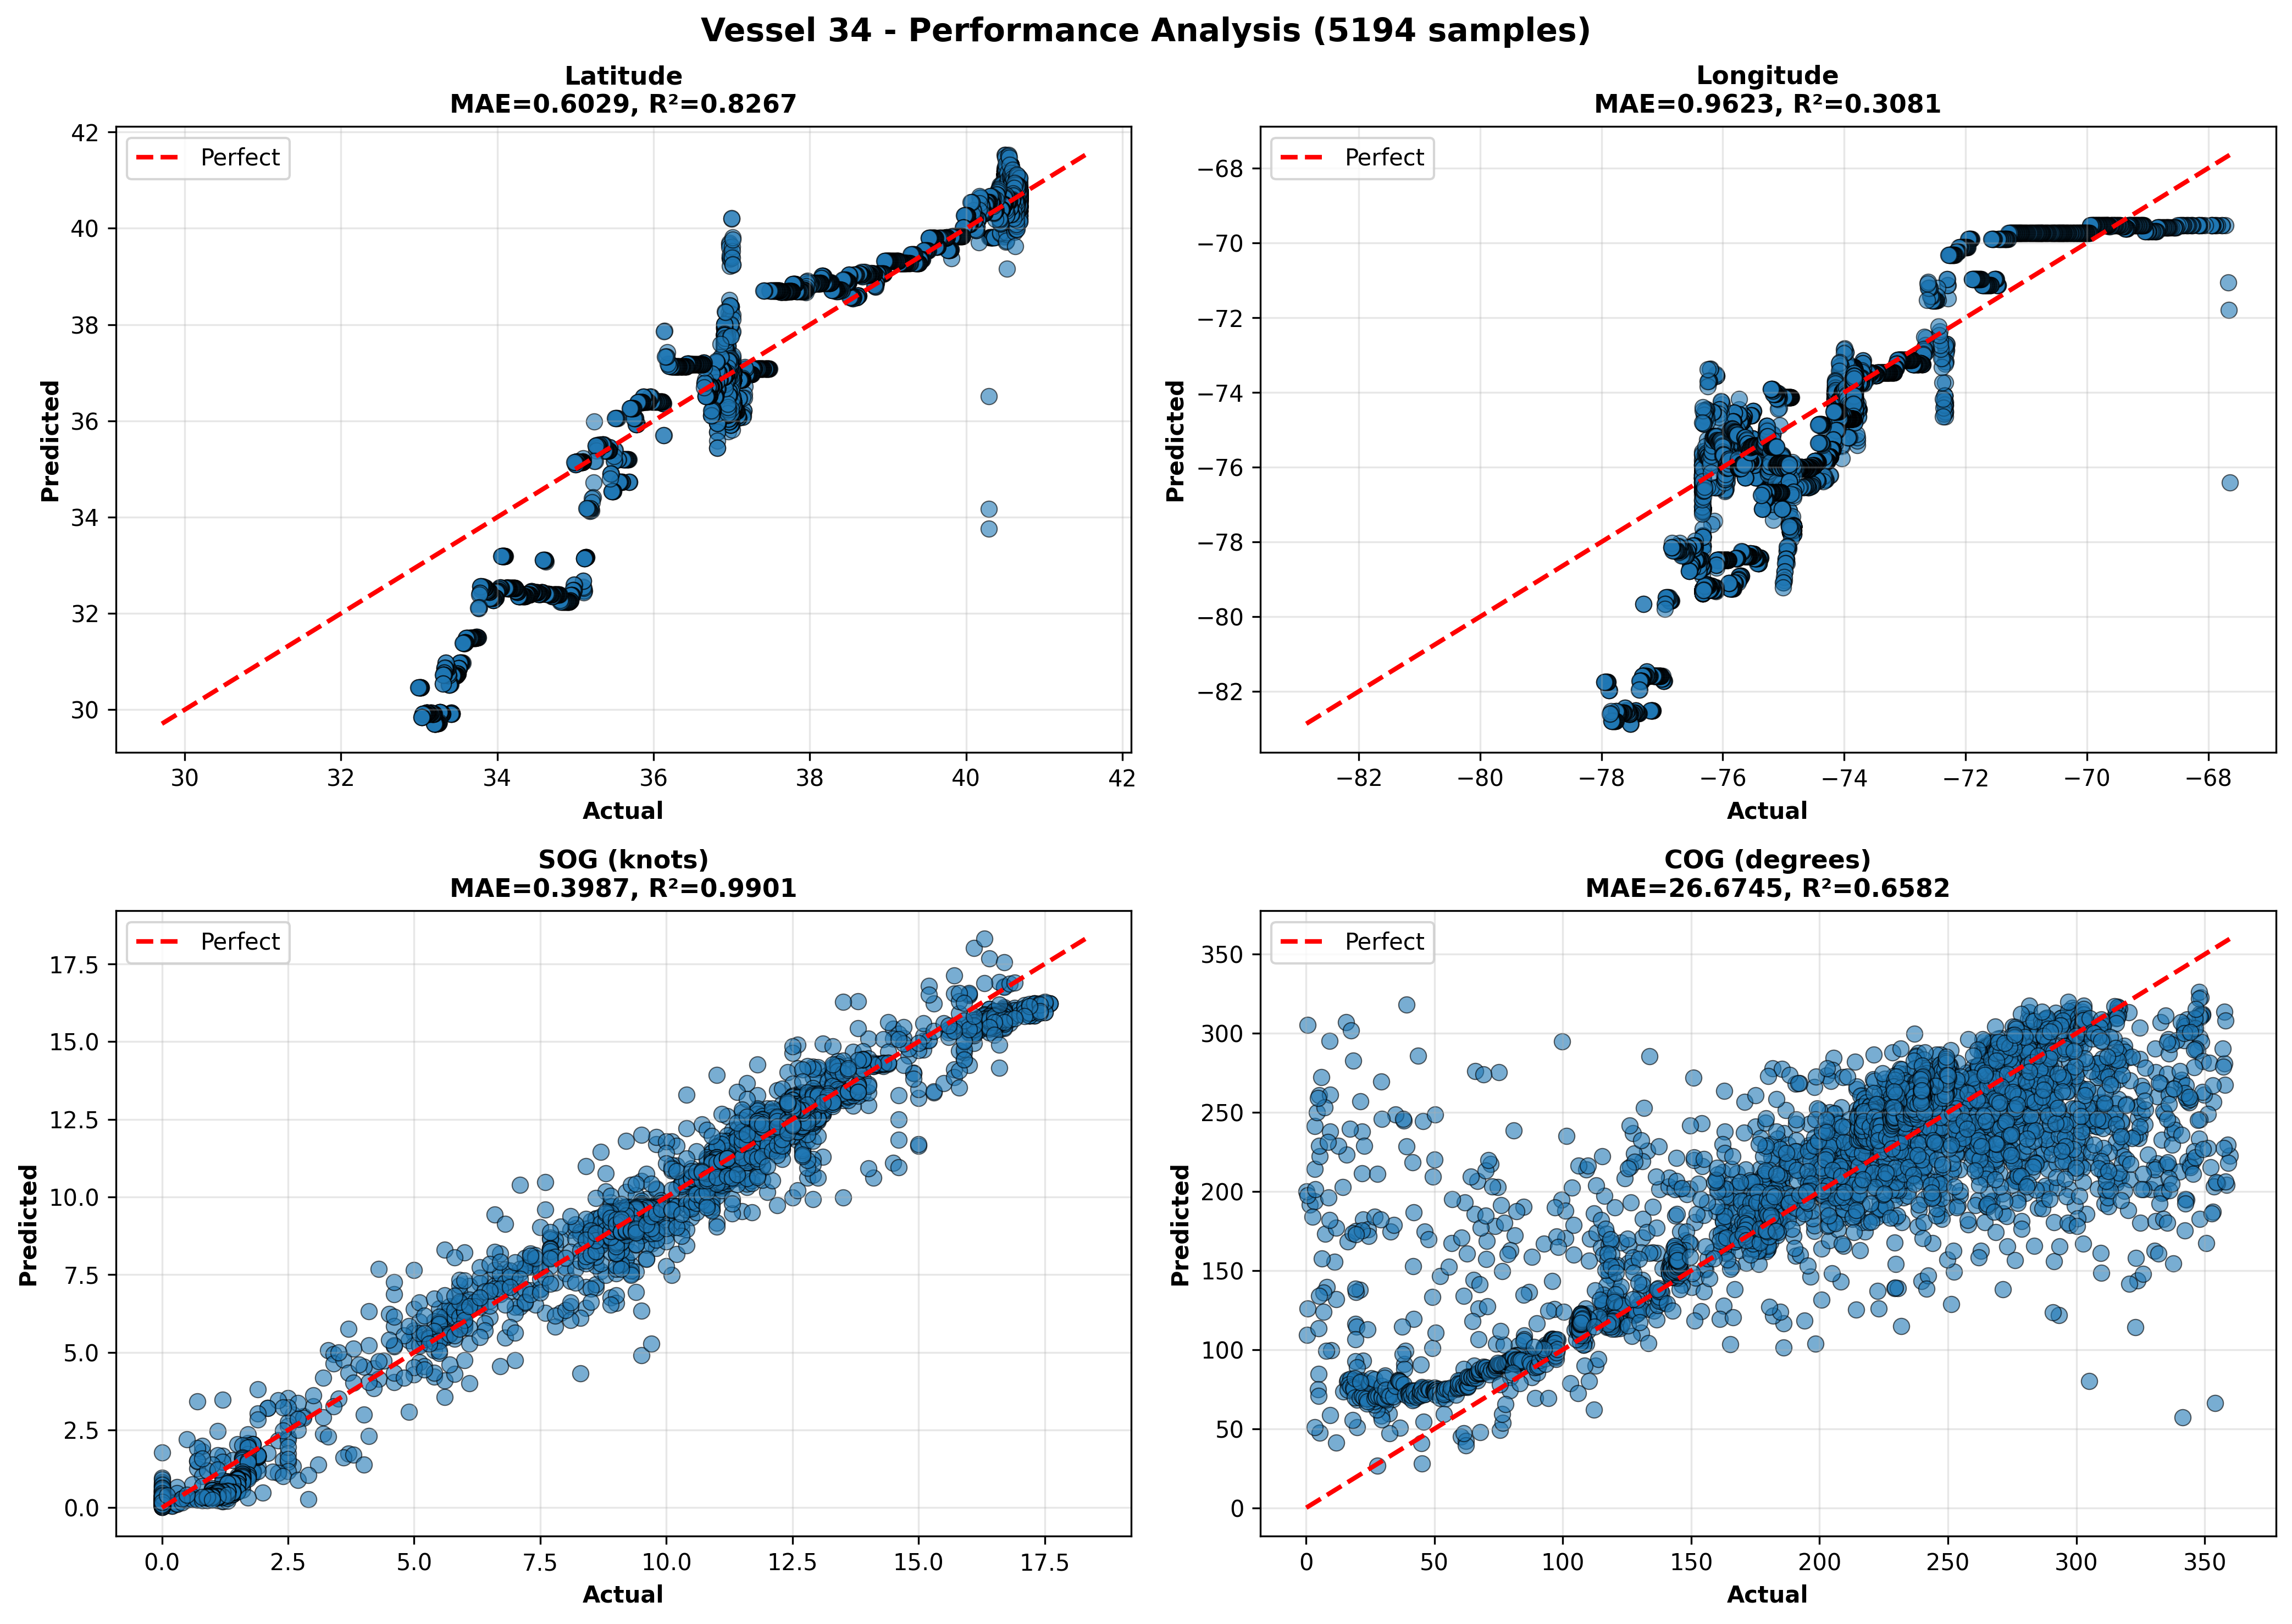 Vessel 34 - Performance Analysis (5194 samples)
Latitude
MAE=0.6029, R²=0.8267
Perfect
42
40
38
36
34
32
30
Predicted
30 32 34 36 38 40 42
Actual
Longitude
MAE=0.9623, R²=0.3081
Perfect
−68
−70
−72
−74
−76
−78
−80
−82
Predicted
−82 −80 −78 −76 −74 −72 −70 −68
Actual
SOG (knots)
MAE=0.3987, R²=0.9901
Perfect
17.5
15.0
12.5
10.0
7.5
5.0
2.5
0.0
Predicted
0.0 2.5 5.0 7.5 10.0 12.5 15.0 17.5
Actual
COG (degrees)
MAE=26.6745, R²=0.6582
Perfect
350
300
250
200
150
100
50
0
Predicted
0 50 100 150 200 250 300 350
Actual